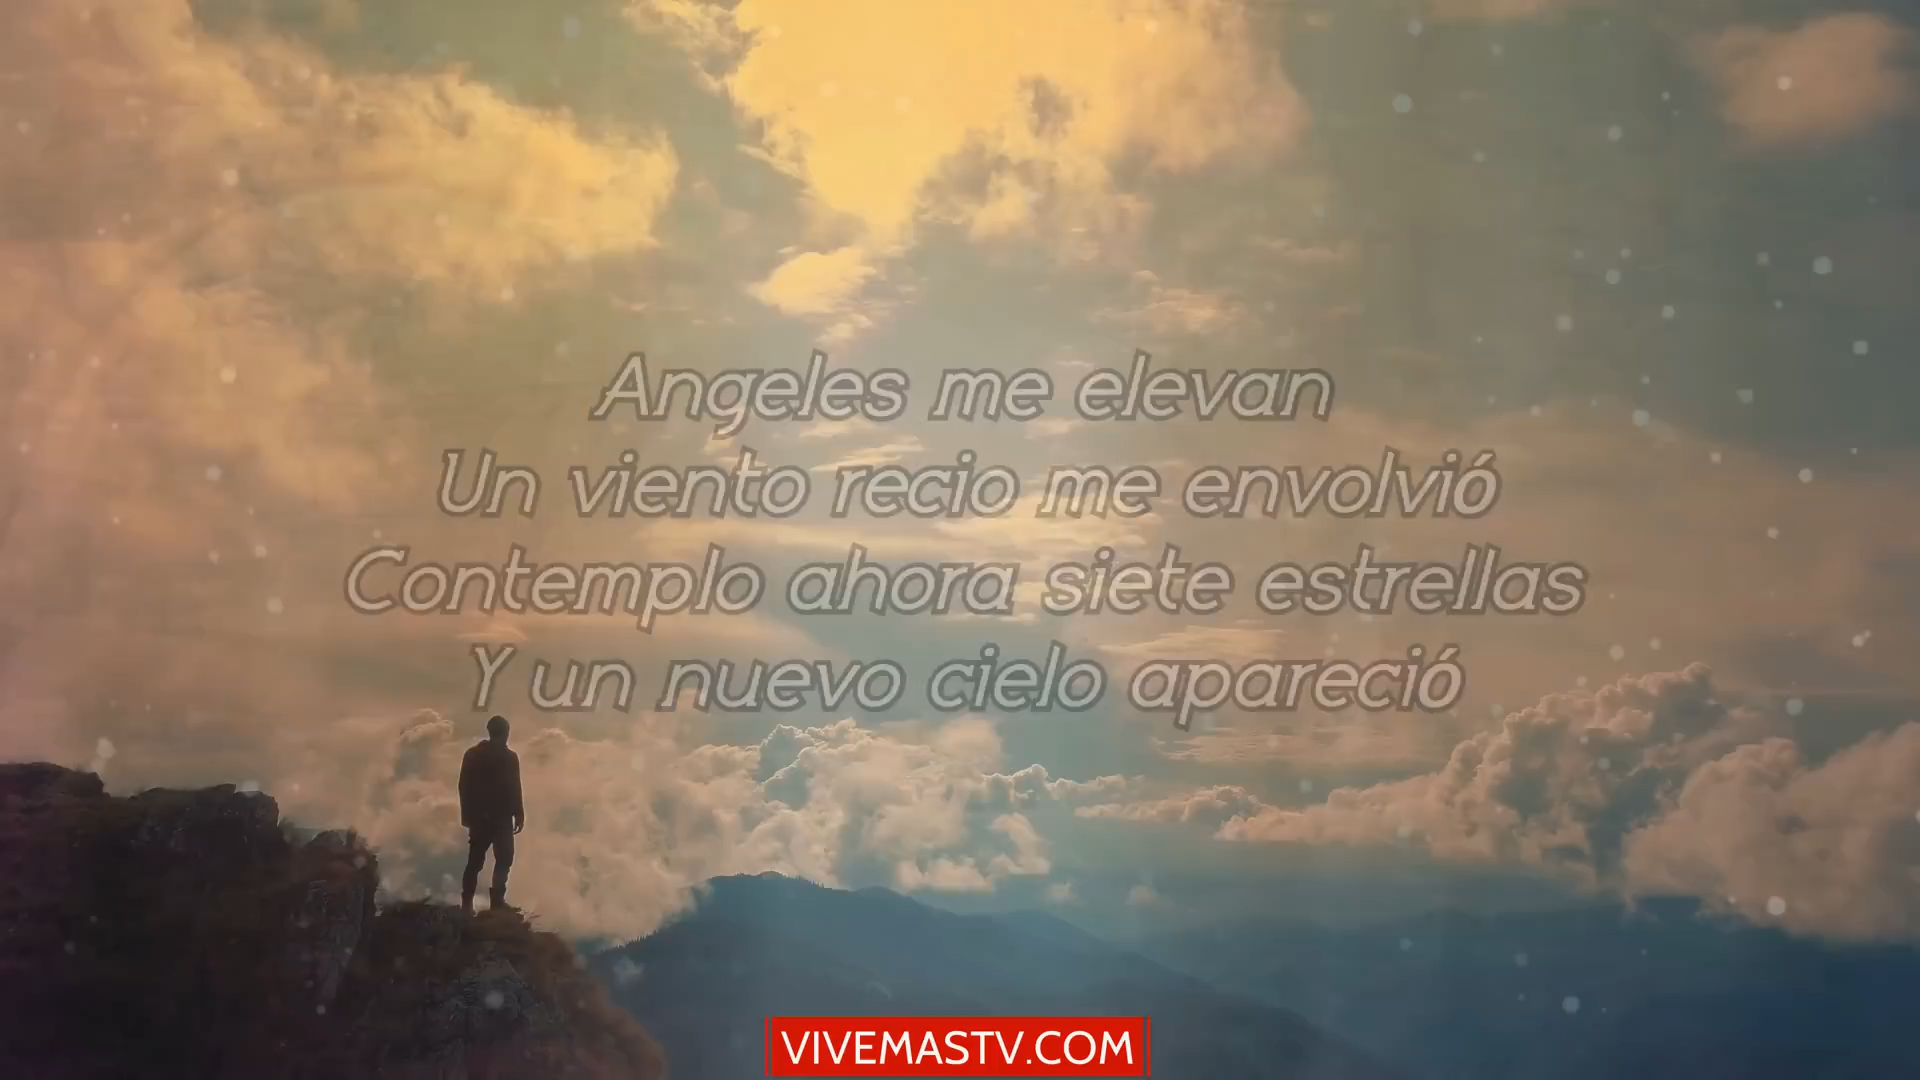 Angeles me elevan
Un viento recio me envolvió
Contemplo ahora siete estrellas
Y un nuevo cielo apareció
VIVEMASTV.COM